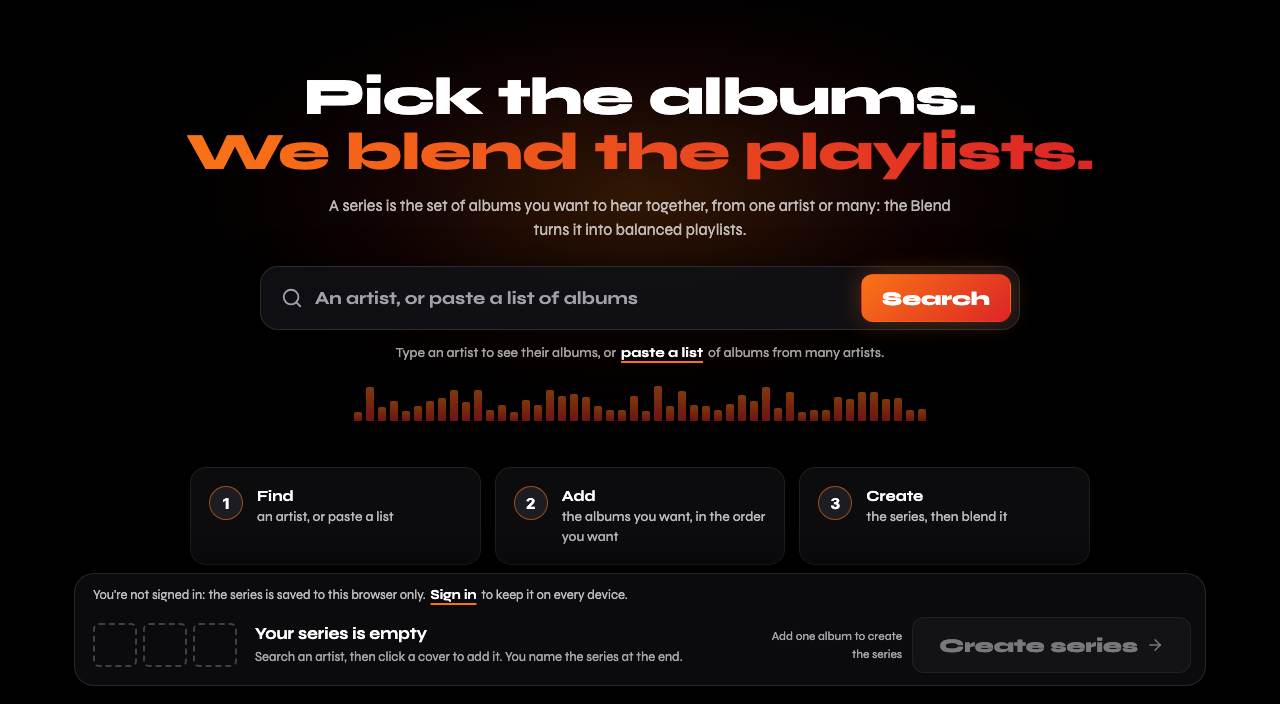 Pick the albums.
We blend the playlists.
A series is the set of albums you want to hear together, from one artist or many: the Blend
turns it into balanced playlists.
An artist, or paste a list of albums
Search
Type an artist to see their albums, or paste a list of albums from many artists.
1
Find
an artist, or paste a list
2
Add
the albums you want, in the order
you want
3
Create
the series, then blend it
You're not signed in: the series is saved to this browser only. Sign in to keep it on every device.
Your series is empty
Search an artist, then click a cover to add it. You name the series at the end.
Add one album to create
the series
Create series →